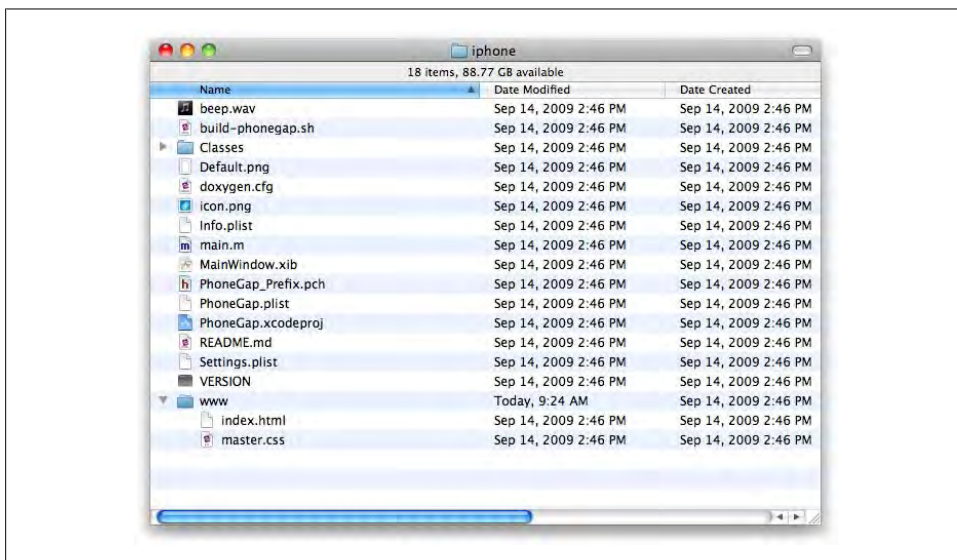 iphone
18 items, 88.77 GB available
Name Date Modified Date Created
beep.wav Sep 14, 2009 2:46 PM Sep 14, 2009 2:46 PM
build-phonegap.sh Sep 14, 2009 2:46 PM Sep 14, 2009 2:46 PM
Classes Sep 14, 2009 2:46 PM Sep 14, 2009 2:46 PM
Default.png Sep 14, 2009 2:46 PM Sep 14, 2009 2:46 PM
doxygen.cfg Sep 14, 2009 2:46 PM Sep 14, 2009 2:46 PM
icon.png Sep 14, 2009 2:46 PM Sep 14, 2009 2:46 PM
Info.plist Sep 14, 2009 2:46 PM Sep 14, 2009 2:46 PM
m main.m Sep 14, 2009 2:46 PM Sep 14, 2009 2:46 PM
MainWindow.xib Sep 14, 2009 2:46 PM Sep 14, 2009 2:46 PM
h PhoneGap_Prefix.pch Sep 14, 2009 2:46 PM Sep 14, 2009 2:46 PM
PhoneGap.plist Sep 14, 2009 2:46 PM Sep 14, 2009 2:46 PM
PhoneGap.xcodeproj Sep 14, 2009 2:46 PM Sep 14, 2009 2:46 PM
README.md Sep 14, 2009 2:46 PM Sep 14, 2009 2:46 PM
Settings.plist Sep 14, 2009 2:46 PM Sep 14, 2009 2:46 PM
VERSION Sep 14, 2009 2:46 PM Sep 14, 2009 2:46 PM
www Today, 9:24 AM Sep 14, 2009 2:46 PM
index.html Sep 14, 2009 2:46 PM Sep 14, 2009 2:46 PM
master.css Sep 14, 2009 2:46 PM Sep 14, 2009 2:46 PM